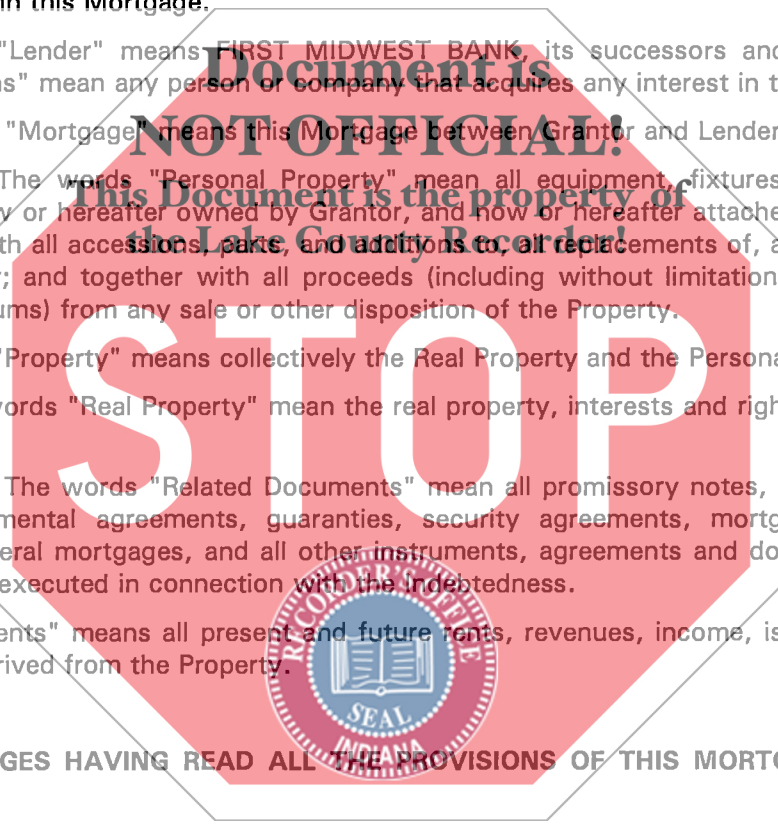 in this Mortgage.
"Lender" means FIRST MIDWEST BANK, its successors and
ns" mean any person or company that acquires any interest in t
"Mortgage" means this Mortgage between Grantor and Lender
The words "Personal Property" mean all equipment, fixtures
w or hereafter owned by Grantor, and now or hereafter attache
th all accessions, parts, and additions to, all replacements of, a
; and together with all proceeds (including without limitation
ums) from any sale or other disposition of the Property.
"Property" means collectively the Real Property and the Persona
words "Real Property" mean the real property, interests and righ
The words "Related Documents" mean all promissory notes,
mental agreements, guaranties, security agreements, mortg
eral mortgages, and all other instruments, agreements and do
executed in connection with the Indebtedness.
ents" means all present and future rents, revenues, income, is
rived from the Property.
GES HAVING READ ALL THE PROVISIONS OF THIS MORTG
Document is
NOT OFFICIAL!
This Document is the property of
the Lake County Recorder!
STOP
RECORDER'S OFFICE
SEAL
INDIANA